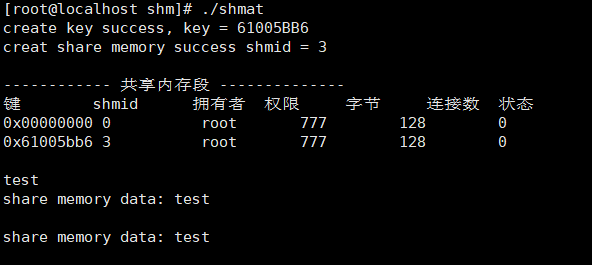 [root@localhost shm]# ./shmat
create key success, key = 61005BB6
creat share memory success shmid = 3
------------ 共享内存段 --------------
键 shmid 拥有者 权限 字节 连接数 状态
0x00000000 0 root 777 128 0
0x61005bb6 3 root 777 128 0
test
share memory data: test
share memory data: test